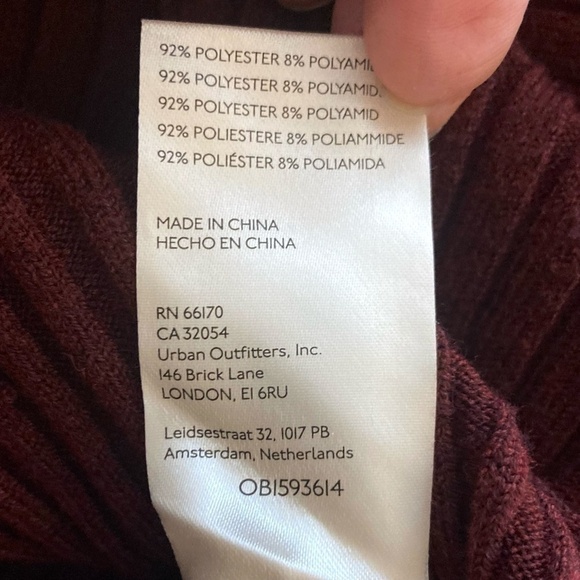 92% POLYESTER 8%
92% POLYESTER 8% POLYAMID
92% POLYESTER 8% POLYAMID
92% POLIESTERE 8% POLIAMMIDE
92% POLIÉSTER 8% POLIAMIDA
MADE IN CHINA
HECHO EN CHINA
RN 66170
CA 32054
Urban Outfitters, Inc.
146 Brick Lane
LONDON, E1 6RU
Leidsestraat 32, 1017 PB
Amsterdam, Netherlands
OB1593614